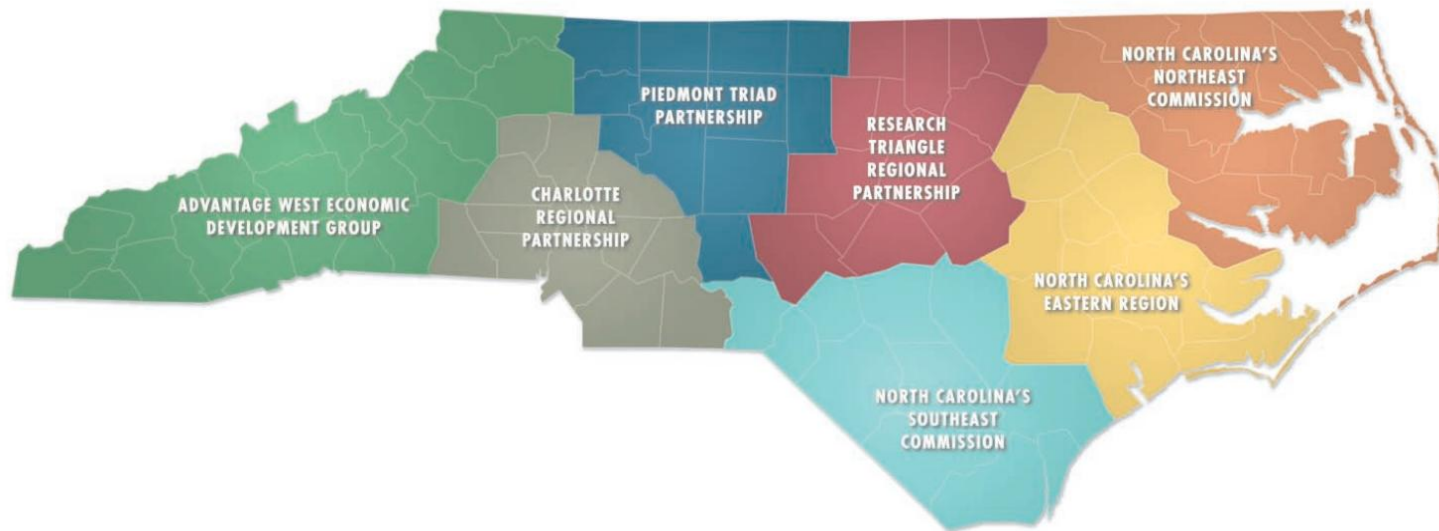 ADVANTAGE WEST ECONOMIC
DEVELOPMENT GROUP
CHARLOTTE
REGIONAL
PARTNERSHIP
PIEDMONT TRIAD
PARTNERSHIP
RESEARCH
TRIANGLE
REGIONAL
PARTNERSHIP
NORTH CAROLINA'S
NORTHEAST
COMMISSION
NORTH CAROLINA'S
EASTERN REGION
NORTH CAROLINA'S
SOUTHEAST
COMMISSION